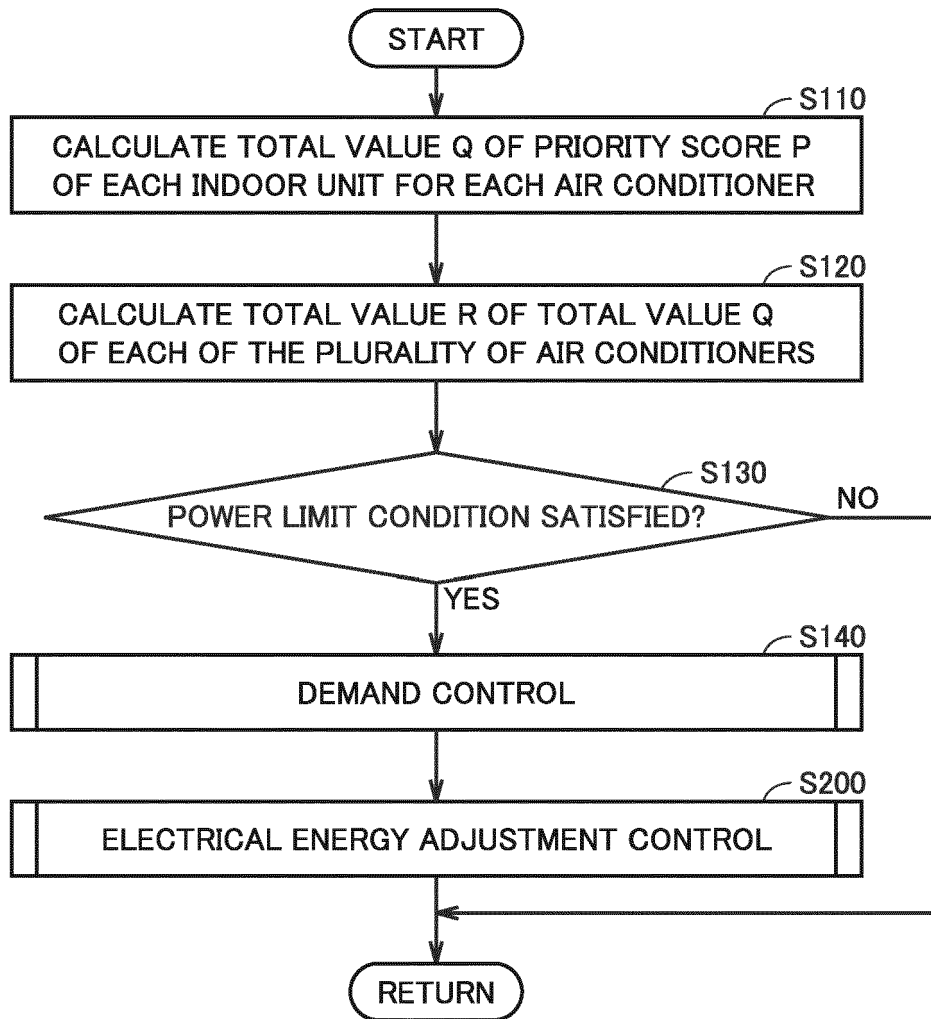 START
S110
CALCULATE TOTAL VALUE Q OF PRIORITY SCORE P
OF EACH INDOOR UNIT FOR EACH AIR CONDITIONER
S120
CALCULATE TOTAL VALUE R OF TOTAL VALUE Q
OF EACH OF THE PLURALITY OF AIR CONDITIONERS
S130
POWER LIMIT CONDITION SATISFIED?
NO
YES
S140
DEMAND CONTROL
S200
ELECTRICAL ENERGY ADJUSTMENT CONTROL
RETURN